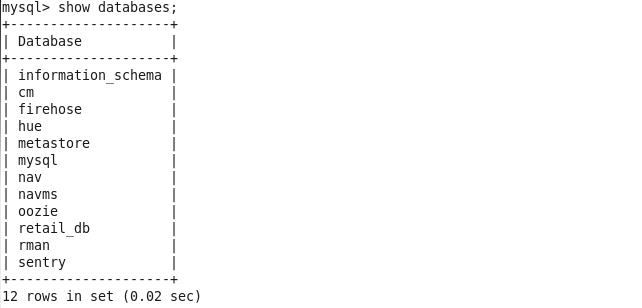 mysql> show databases;
+--------------------+
| Database           |
+--------------------+
| information_schema |
| cm                 |
| firehose           |
| hue                |
| metastore          |
| mysql              |
| nav                |
| navms              |
| oozie              |
| retail_db          |
| rman               |
| sentry             |
+--------------------+
12 rows in set (0.02 sec)